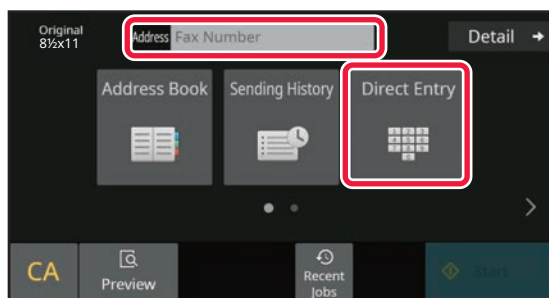 Original
8½x11
Address Fax Number
Detail
Address Book
Sending History
Direct Entry
CA
Preview
Recent
Jobs
Start